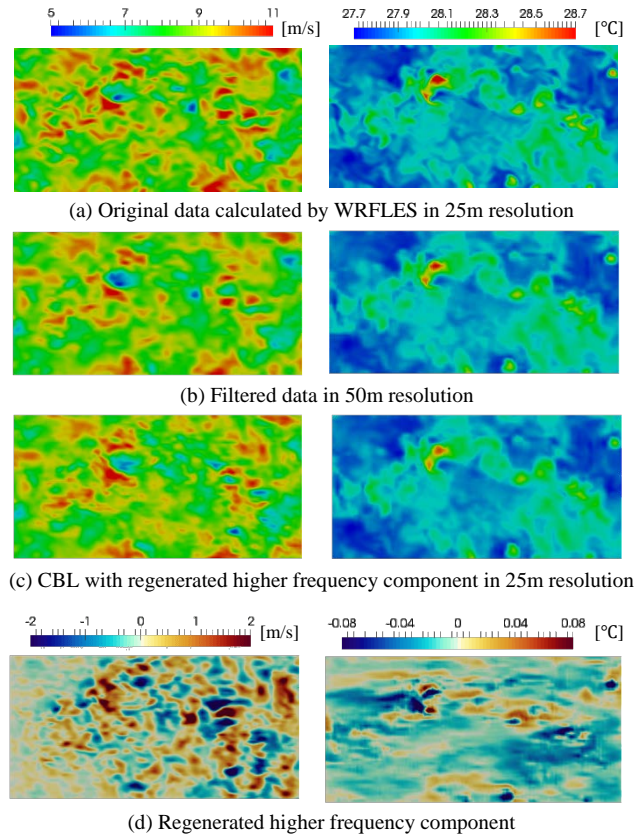 5 7 9 11 [m/s]
27.7 27.9 28.1 28.3 28.5 28.7 [℃]
(a) Original data calculated by WRFLES in 25m resolution
(b) Filtered data in 50m resolution
(c) CBL with regenerated higher frequency component in 25m resolution
-2 -1 0 1 2 [m/s]
-0.08 -0.04 0 0.04 0.08 [℃]
(d) Regenerated higher frequency component